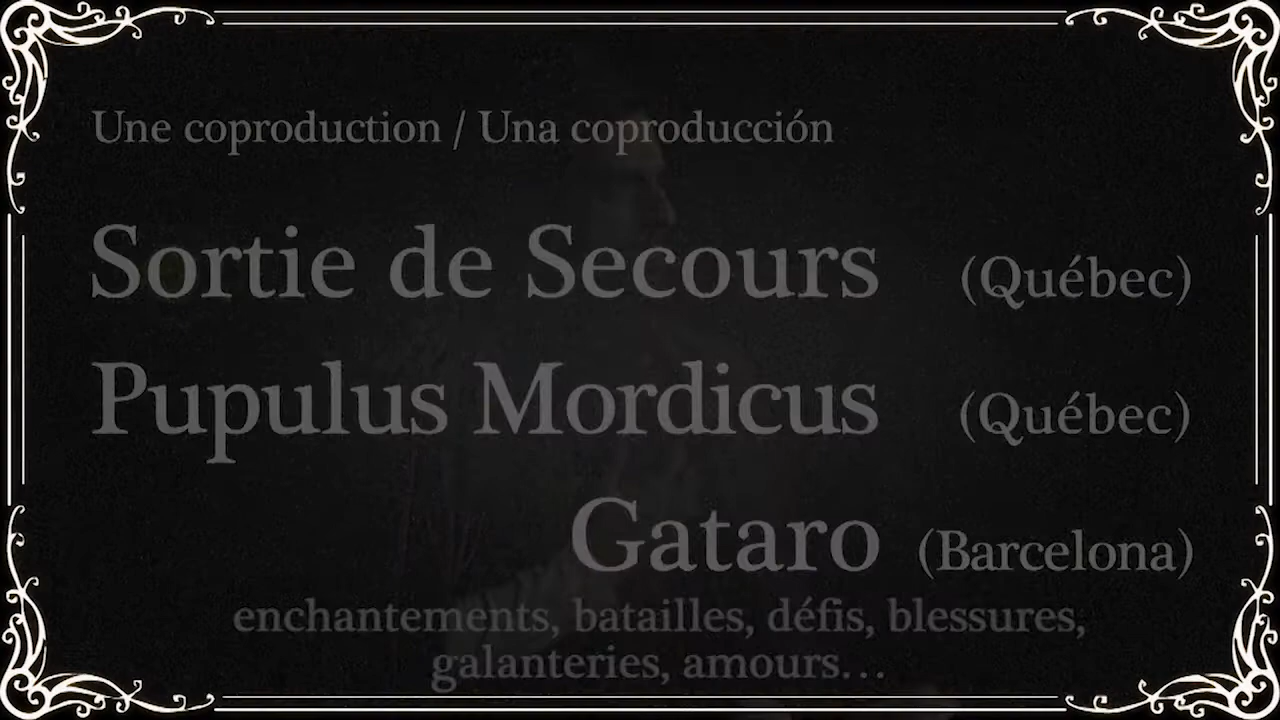 Une coproduction / Una coproducción
Sortie de Secours (Québec)
Pupulus Mordicus (Québec)
Gataro (Barcelona)
enchantements, batailles, défis, blessures,
galanteries, amours…